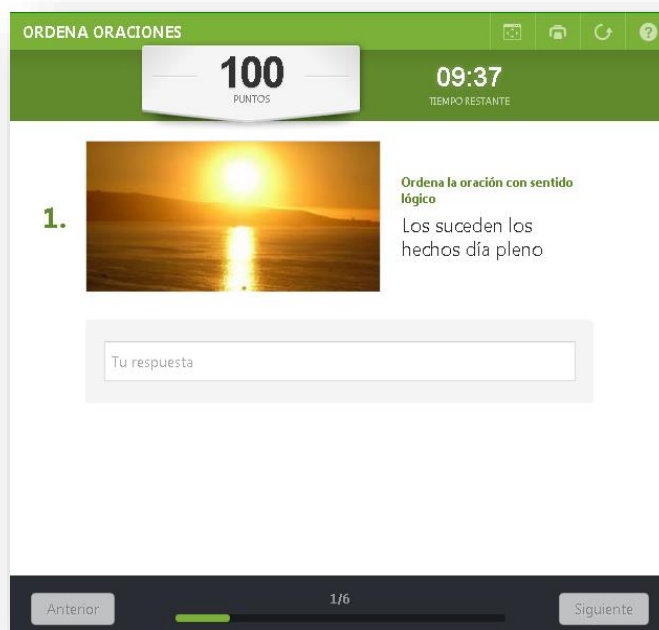 ORDENA ORACIONES
100
PUNTOS
09:37
TIEMPO RESTANTE
1.
Ordena la oración con sentido
lógico
Los suceden los
hechos día pleno
Tu respuesta
Anterior
1/6
Siguiente